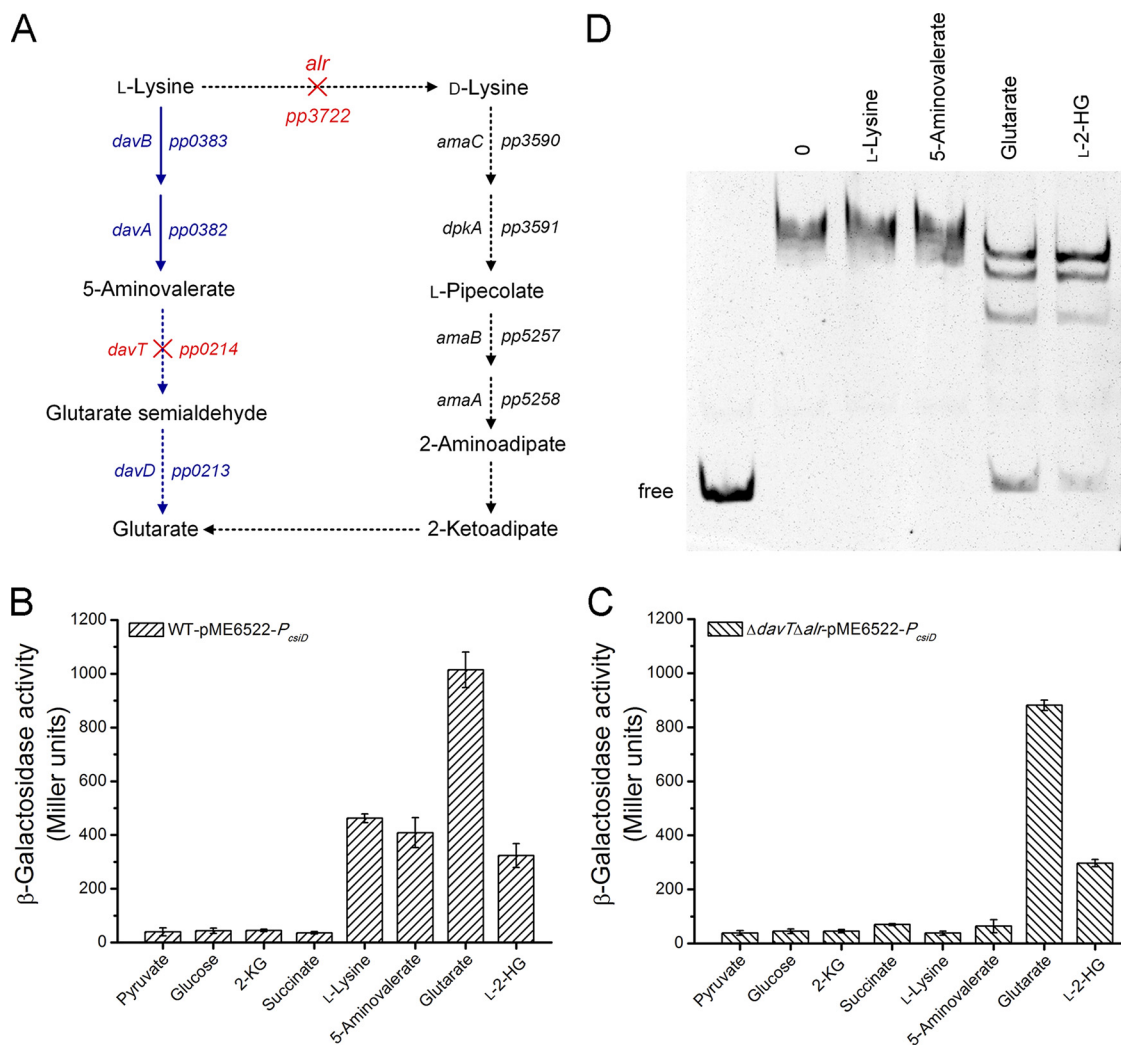 A
alr
L-Lysine
D-Lysine
pp3722
davB pp0383
amaC pp3590
davA pp0382
dpkA pp3591
5-Aminovalerate
L-Pipecolate
davT pp0214
amaB pp5257
Glutarate semialdehyde
amaA pp5258
2-Aminoadipate
davD pp0213
Glutarate
2-Ketoadipate
D
0
L-Lysine
5-Aminovalerate
Glutarate
L-2-HG
free
B
WT-pME6522-PcsiD
β-Galactosidase activity
(Miller units)
1200
1000
800
600
400
200
0
Pyruvate
Glucose
2-KG
Succinate
L-Lysine
5-Aminovalerate
Glutarate
L-2-HG
C
ΔdavTΔalr-pME6522-PcsiD
β-Galactosidase activity
(Miller units)
1200
1000
800
600
400
200
0
Pyruvate
Glucose
2-KG
Succinate
L-Lysine
5-Aminovalerate
Glutarate
L-2-HG